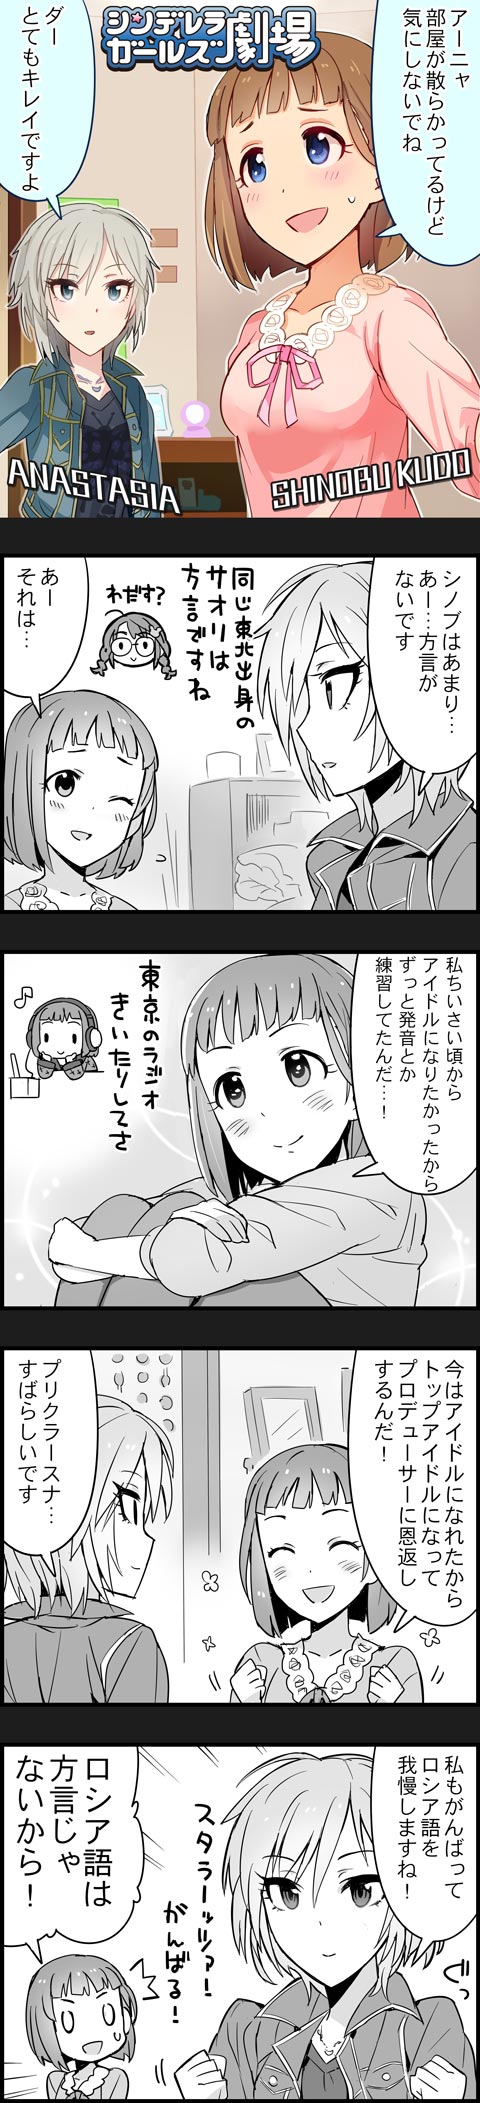 シンデレラ
ガールズ劇場
アーニャ
部屋が散らかってるけど
気にしないでね
ダー
とてもキレイですよ
ANASTASIA
SHINOBU KUDO
シノブはあまり…
あー…方言が
ないです
同じ東北出身の
サオリは
方言ですね
わだす?
あー
それは…
私ちいさい頃から
アイドルになりたかったから
ずっと発音とか
練習してたんだ…!
東京のラジオ
きいたりしてさ
♪
今はアイドルになれたから
トップアイドルになって
プロデューサーに恩返し
するんだ!
プリクラースナ…
すばらしいです
私もがんばって
ロシア語を
我慢しますね!
ぐっ
スタラーッツァ!
がんばる!
ロシア語は
方言じゃ
ないから!